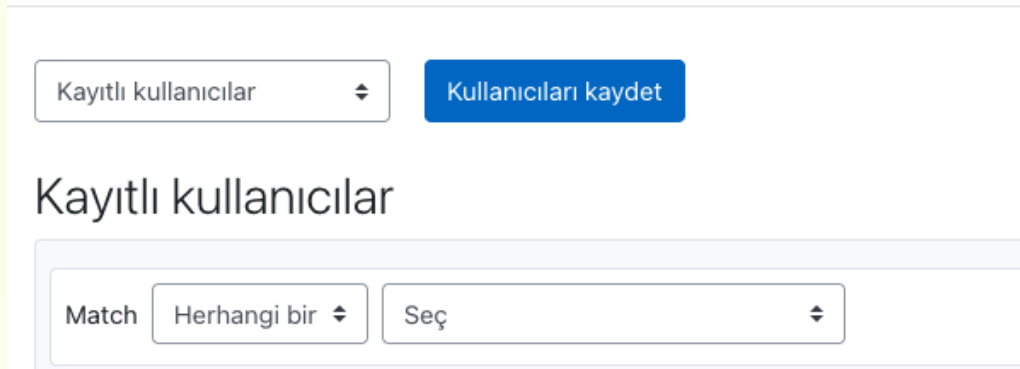 Kayıtlı kullanıcılar Kullanıcıları kaydet
Kayıtlı kullanıcılar
Match Herhangi bir Seç